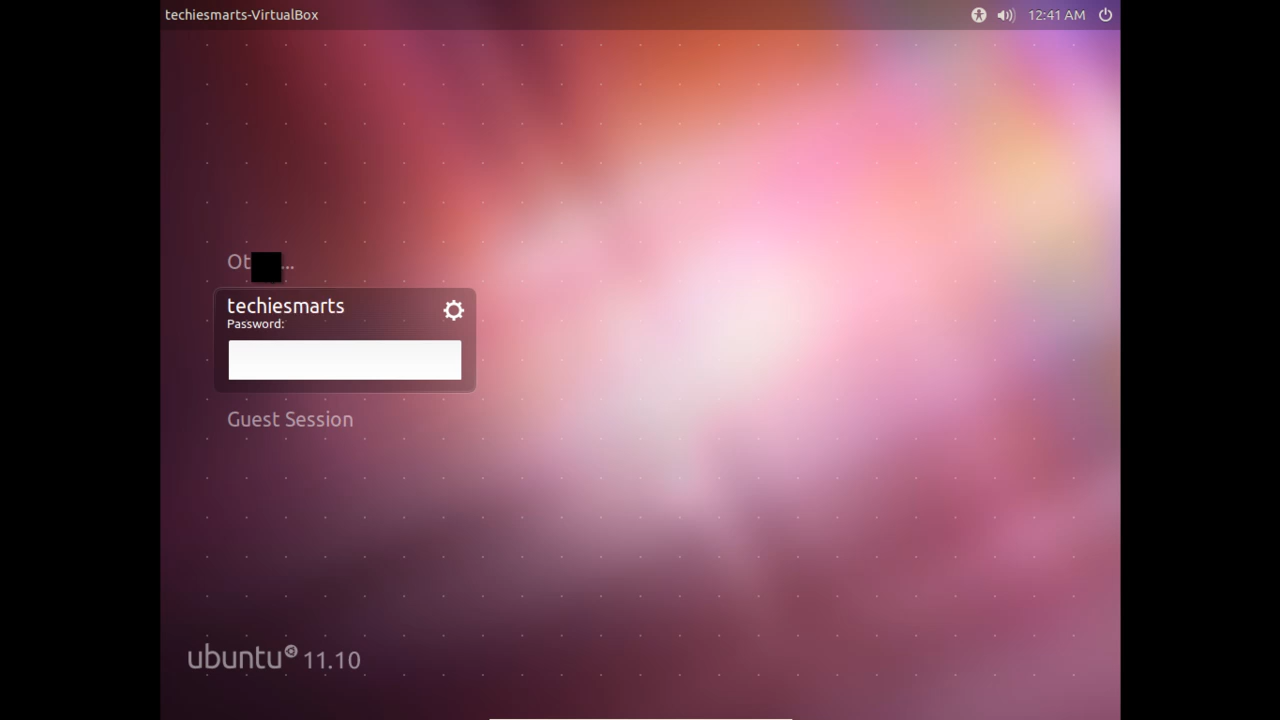 techiesmarts-VirtualBox
12:41 AM
techiesmarts
Password:
Guest Session
ubuntu 11.10